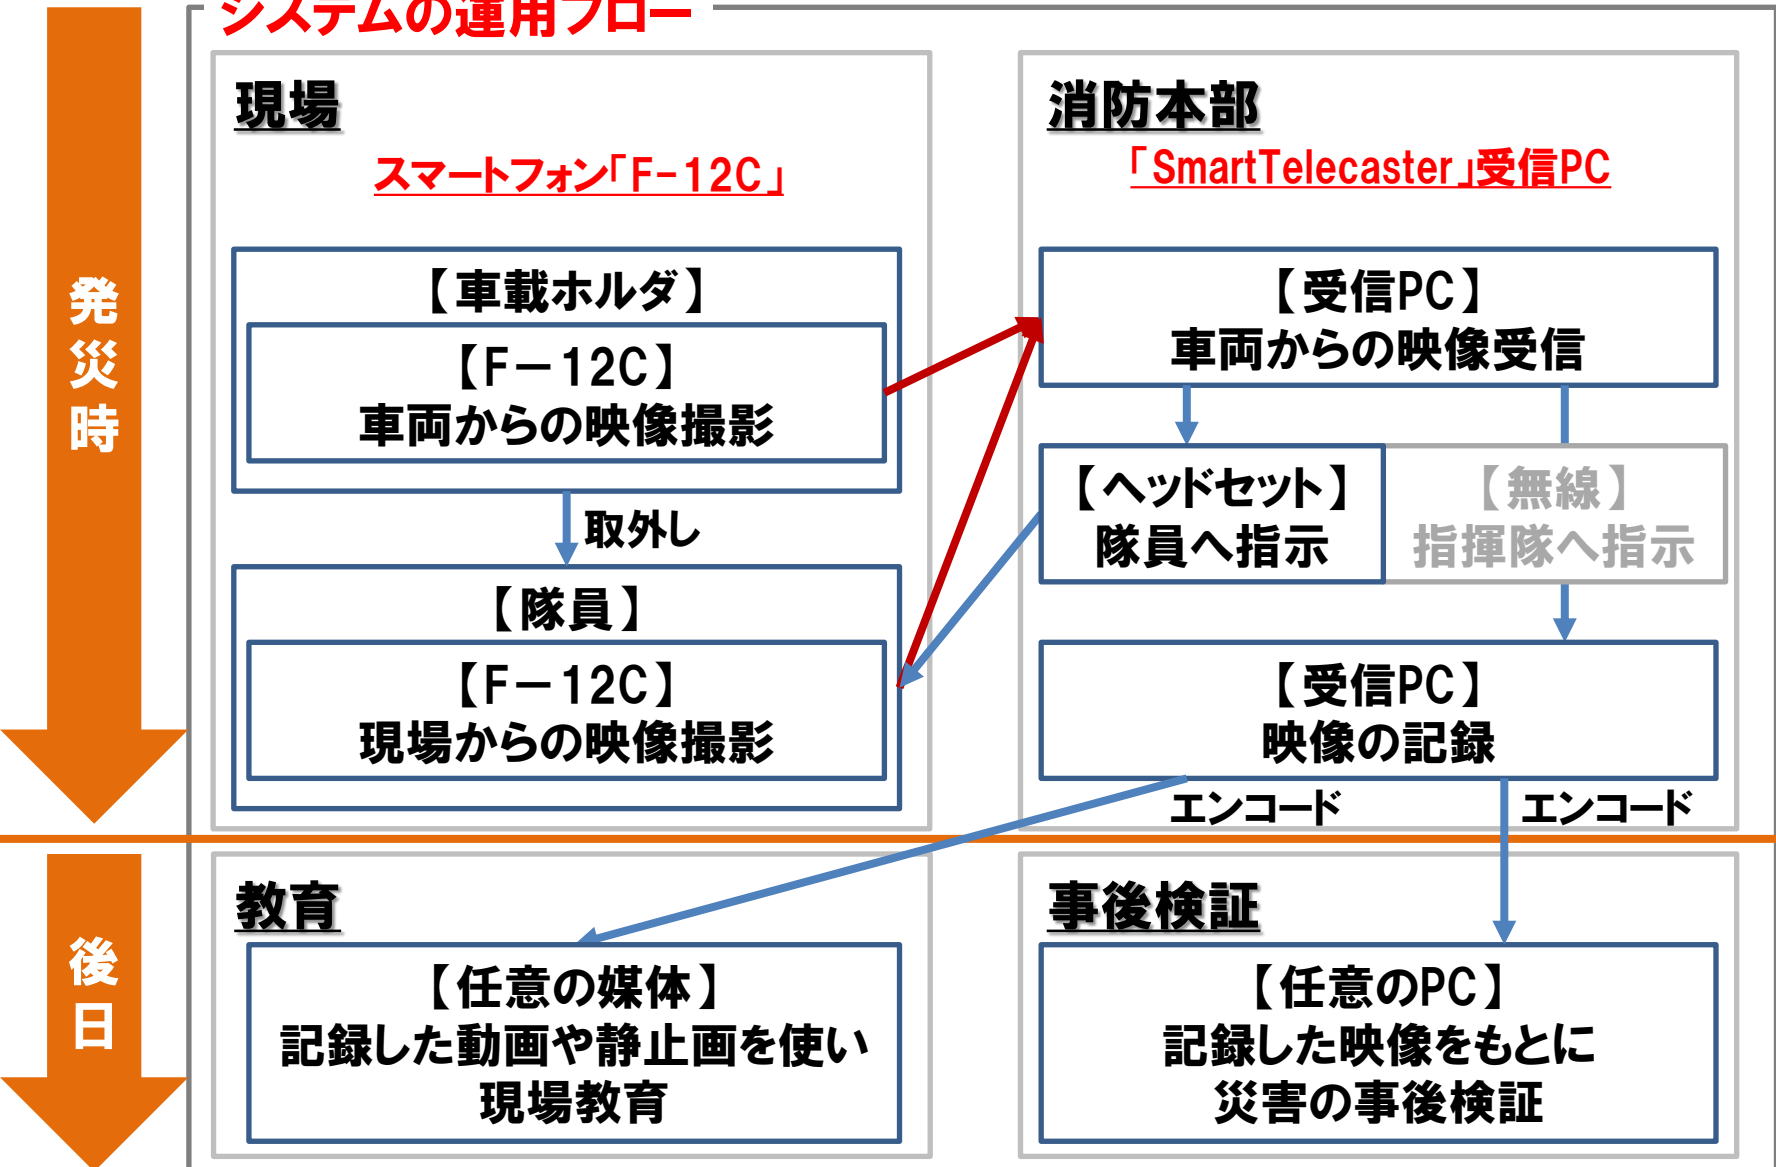 システムの運用フロー
発災時
現場
スマートフォン「F-12C」
【車載ホルダ】
【F-12C】
車両からの映像撮影
取外し
【隊員】
【F-12C】
現場からの映像撮影
消防本部
「SmartTelecaster」受信PC
【受信PC】
車両からの映像受信
【ヘッドセット】
隊員へ指示
【無線】
指揮隊へ指示
【受信PC】
映像の記録
エンコード
エンコード
後日
教育
【任意の媒体】
記録した動画や静止画を使い
現場教育
事後検証
【任意のPC】
記録した映像をもとに
災害の事後検証